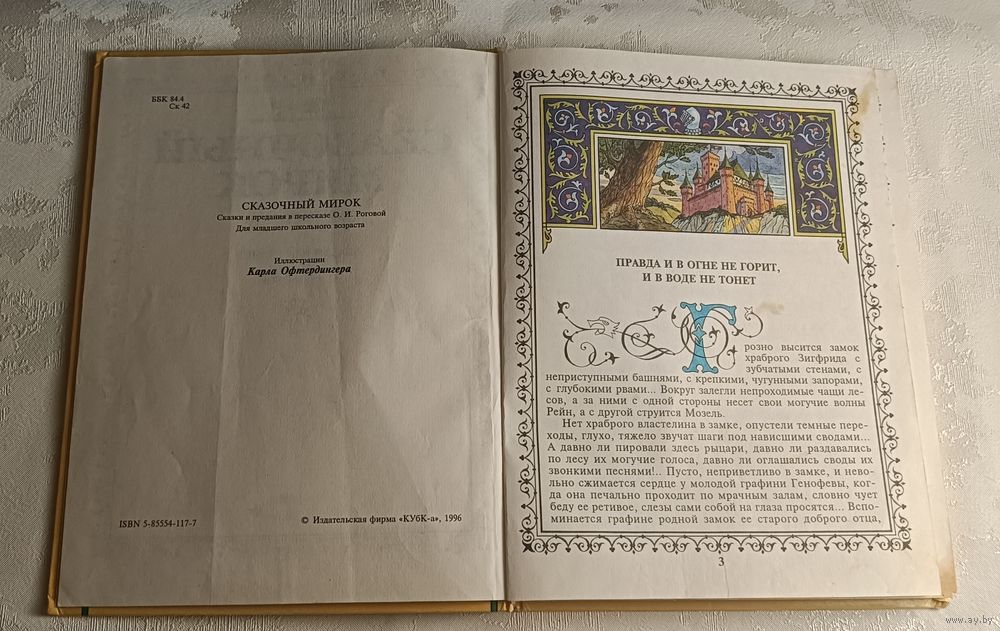 ББК 84.4
Ск 42
СКАЗОЧНЫЙ МИРОК
Сказки и предания в пересказе О. И. Роговой
Для младшего школьного возраста
Иллюстрации
Карла Офтердингера
ISBN 5-85554-117-7
© Издательская фирма «КУбК-а», 1996
ПРАВДА И В ОГНЕ НЕ ГОРИТ,
И В ВОДЕ НЕ ТОНЕТ
Грозно высится замок
храброго Зигфрида с
зубчатыми стенами, с
неприступными башнями, с крепкими, чугунными запорами,
с глубокими рвами... Вокруг залегли непроходимые чащи ле-
сов, а за ними с одной стороны несет свои могучие волны
Рейн, а с другой струится Мозель.
Нет храброго властелина в замке, опустели темные пере-
ходы, глухо, тяжело звучат шаги под нависшими сводами...
А давно ли пировали здесь рыцари, давно ли раздавались
по лесу их могучие голоса, давно ли оглашались своды их
звонкими песнями!.. Пусто, неприветливо в замке, и нево-
льно сжимается сердце у молодой графини Генофевы, ког-
да она печально проходит по мрачным залам, словно чует
беду ее ретивое, слезы сами собой на глаза просятся... Вспо-
минается графине родной замок ее старого доброго отца,
3
www.ay.by